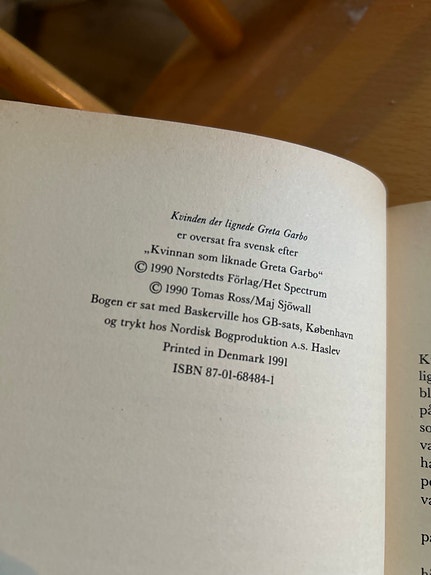 Kvinden der lignede Greta Garbo
er oversat fra svensk efter
„Kvinnan som liknade Greta Garbo“
© 1990 Norstedts Förlag/Het Spectrum
© 1990 Tomas Ross/Maj Sjöwall
Bogen er sat med Baskerville hos GB-sats, København
og trykt hos Nordisk Bogproduktion A.S. Haslev
Printed in Denmark 1991
ISBN 87-01-68484-1